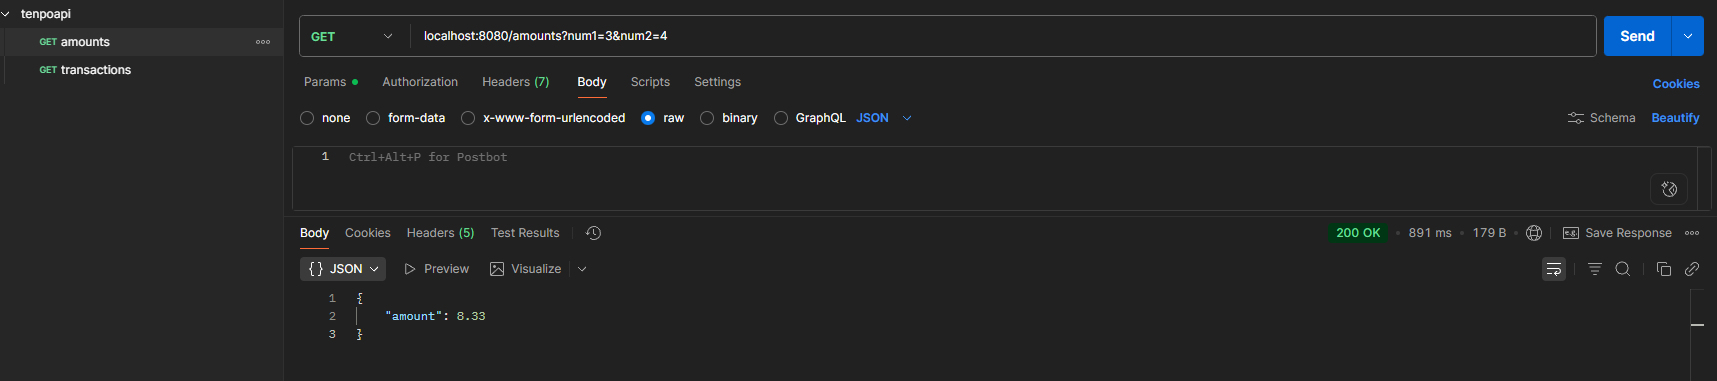 tenpoapi
GET amounts
GET transactions
GET localhost:8080/amounts?num1=3&num2=4 Send
Params Authorization Headers (7) Body Scripts Settings Cookies
none form-data x-www-form-urlencoded raw binary GraphQL JSON Schema Beautify
1 Ctrl+Alt+P for Postbot
Body Cookies Headers (5) Test Results 200 OK • 891 ms • 179 B • e.g. Save Response
{} JSON Preview Visualize
1 {
2 "amount": 8.33
3 }